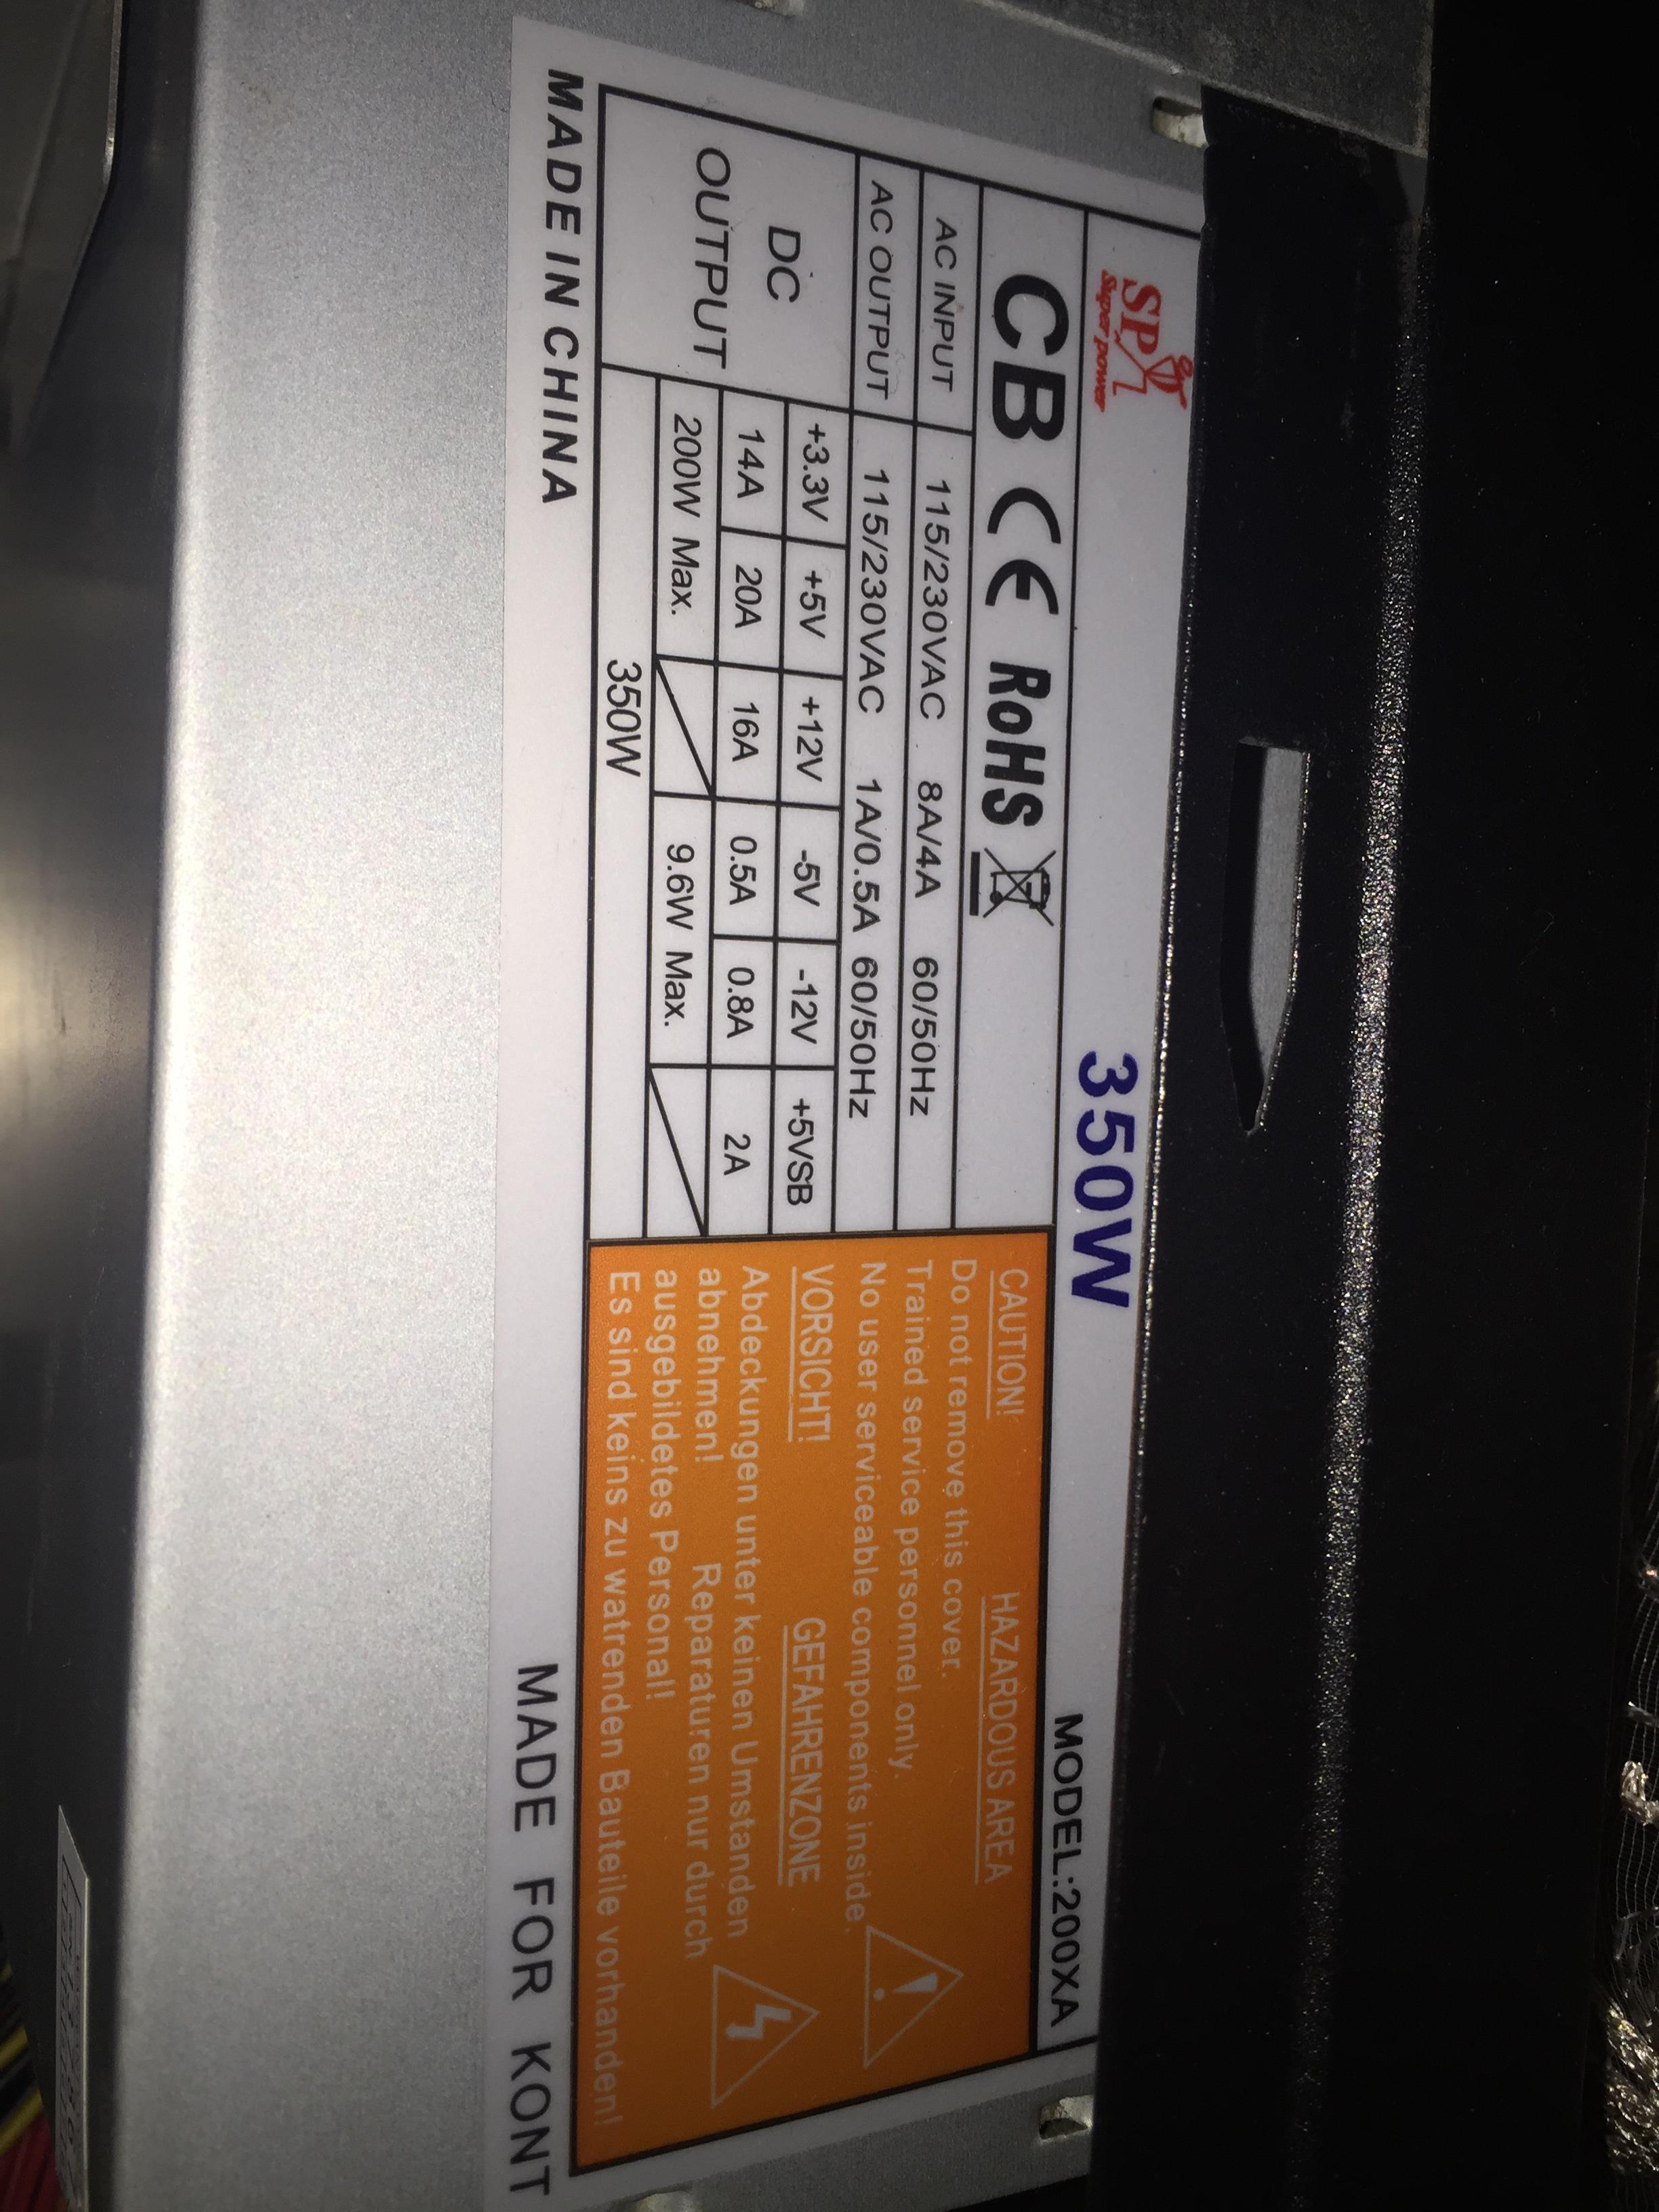 SP
Super power
350W
MODEL:200XA
CB CE RoHS
AC INPUT 115/230VAC 8A/4A 60/50Hz
AC OUTPUT 115/230VAC 1A/0.5A 60/50Hz
DC OUTPUT
+3.3V +5V +12V -5V -12V +5VSB
14A 20A 16A 0.5A 0.8A 2A
200W Max. 9.6W Max.
350W
CAUTION! HAZARDOUS AREA
Do not remove this cover.
Trained service personnel only.
No user serviceable components inside.
VORSICHT! GEFAHRENZONE
Abdeckungen unter keinen Umstanden
abnehmen! Reparaturen nur durch
ausgebildetes Personal!
Es sind keins zu watrenden Bauteile vorhanden!
MADE IN CHINA
MADE FOR KONT